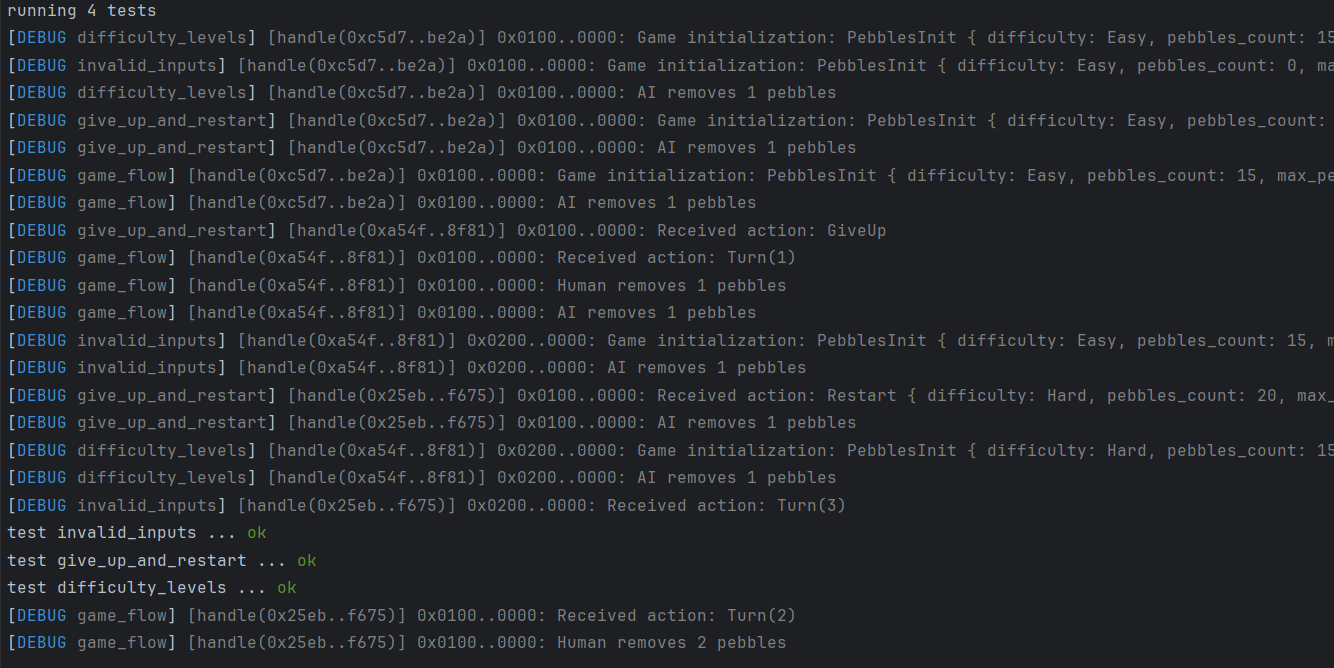 running 4 tests
[DEBUG difficulty_levels] [handle(0xc5d7..be2a)] 0x0100..0000: Game initialization: PebblesInit { difficulty: Easy, pebbles_count: 15
[DEBUG invalid_inputs] [handle(0xc5d7..be2a)] 0x0100..0000: Game initialization: PebblesInit { difficulty: Easy, pebbles_count: 0, ma
[DEBUG difficulty_levels] [handle(0xc5d7..be2a)] 0x0100..0000: AI removes 1 pebbles
[DEBUG give_up_and_restart] [handle(0xc5d7..be2a)] 0x0100..0000: Game initialization: PebblesInit { difficulty: Easy, pebbles_count:
[DEBUG give_up_and_restart] [handle(0xc5d7..be2a)] 0x0100..0000: AI removes 1 pebbles
[DEBUG game_flow] [handle(0xc5d7..be2a)] 0x0100..0000: Game initialization: PebblesInit { difficulty: Easy, pebbles_count: 15, max_pe
[DEBUG game_flow] [handle(0xc5d7..be2a)] 0x0100..0000: AI removes 1 pebbles
[DEBUG give_up_and_restart] [handle(0xa54f..8f81)] 0x0100..0000: Received action: GiveUp
[DEBUG game_flow] [handle(0xa54f..8f81)] 0x0100..0000: Received action: Turn(1)
[DEBUG game_flow] [handle(0xa54f..8f81)] 0x0100..0000: Human removes 1 pebbles
[DEBUG game_flow] [handle(0xa54f..8f81)] 0x0100..0000: AI removes 1 pebbles
[DEBUG invalid_inputs] [handle(0xa54f..8f81)] 0x0200..0000: Game initialization: PebblesInit { difficulty: Easy, pebbles_count: 15, m
[DEBUG invalid_inputs] [handle(0xa54f..8f81)] 0x0200..0000: AI removes 1 pebbles
[DEBUG give_up_and_restart] [handle(0x25eb..f675)] 0x0100..0000: Received action: Restart { difficulty: Hard, pebbles_count: 20, max_
[DEBUG give_up_and_restart] [handle(0x25eb..f675)] 0x0100..0000: AI removes 1 pebbles
[DEBUG difficulty_levels] [handle(0xa54f..8f81)] 0x0200..0000: Game initialization: PebblesInit { difficulty: Hard, pebbles_count: 15
[DEBUG difficulty_levels] [handle(0xa54f..8f81)] 0x0200..0000: AI removes 1 pebbles
[DEBUG invalid_inputs] [handle(0x25eb..f675)] 0x0200..0000: Received action: Turn(3)
test invalid_inputs ... ok
test give_up_and_restart ... ok
test difficulty_levels ... ok
[DEBUG game_flow] [handle(0x25eb..f675)] 0x0100..0000: Received action: Turn(2)
[DEBUG game_flow] [handle(0x25eb..f675)] 0x0100..0000: Human removes 2 pebbles